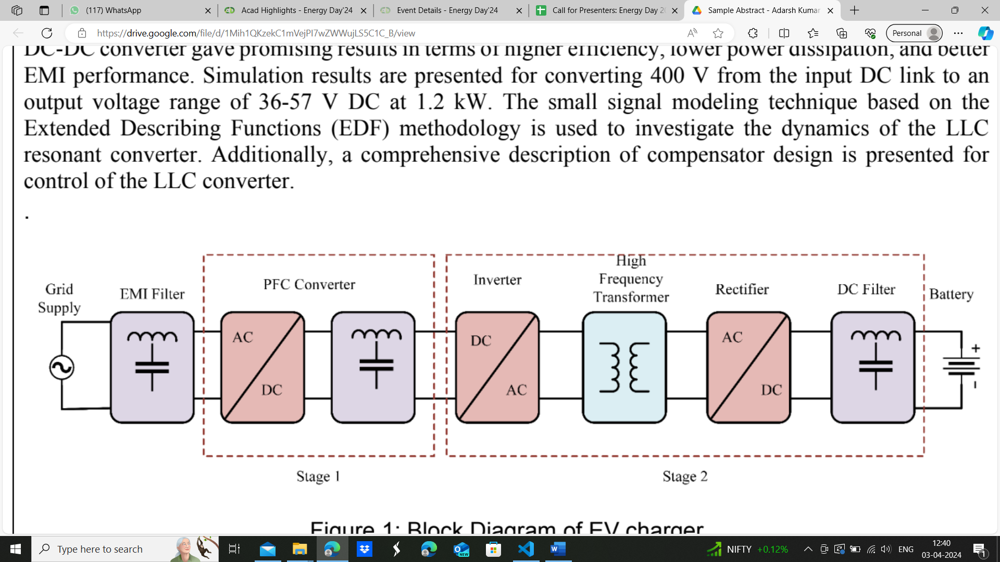 (117) WhatsApp
Acad Highlights - Energy Day'24
Event Details - Energy Day'24
Call for Presenters: Energy Day 2
Sample Abstract - Adarsh Kumar
https://drive.google.com/file/d/1Mih1QKzekC1mVejPI7wZWWujLS5C1C_B/view
Personal
DC-DC converter gave promising results in terms of higher efficiency, lower power dissipation, and better
EMI performance. Simulation results are presented for converting 400 V from the input DC link to an
output voltage range of 36-57 V DC at 1.2 kW. The small signal modeling technique based on the
Extended Describing Functions (EDF) methodology is used to investigate the dynamics of the LLC
resonant converter. Additionally, a comprehensive description of compensator design is presented for
control of the LLC converter.
.
Grid
Supply
EMI Filter
PFC Converter
Inverter
High
Frequency
Transformer
Rectifier
DC Filter
Battery
AC
DC
DC
AC
AC
DC
+
-
Stage 1
Stage 2
Figure 1: Block Diagram of EV charger
Type here to search
NEW
NIFTY +0.12%
ENG
12:40
03-04-2024
1